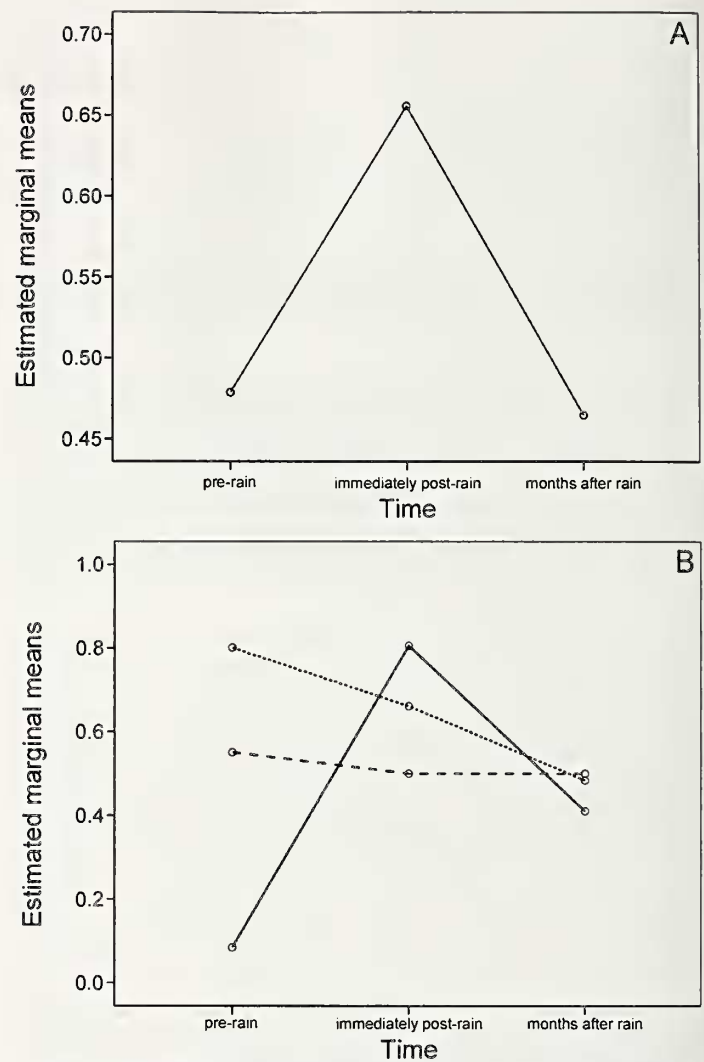 A
0.70
0.65
0.60
0.55
0.50
0.45
Estimated marginal means
pre-rain immediately post-rain months after rain
Time
B
1.0
0.8
0.6
0.4
0.2
0.0
Estimated marginal means
pre-rain immediately post-rain months after rain
Time